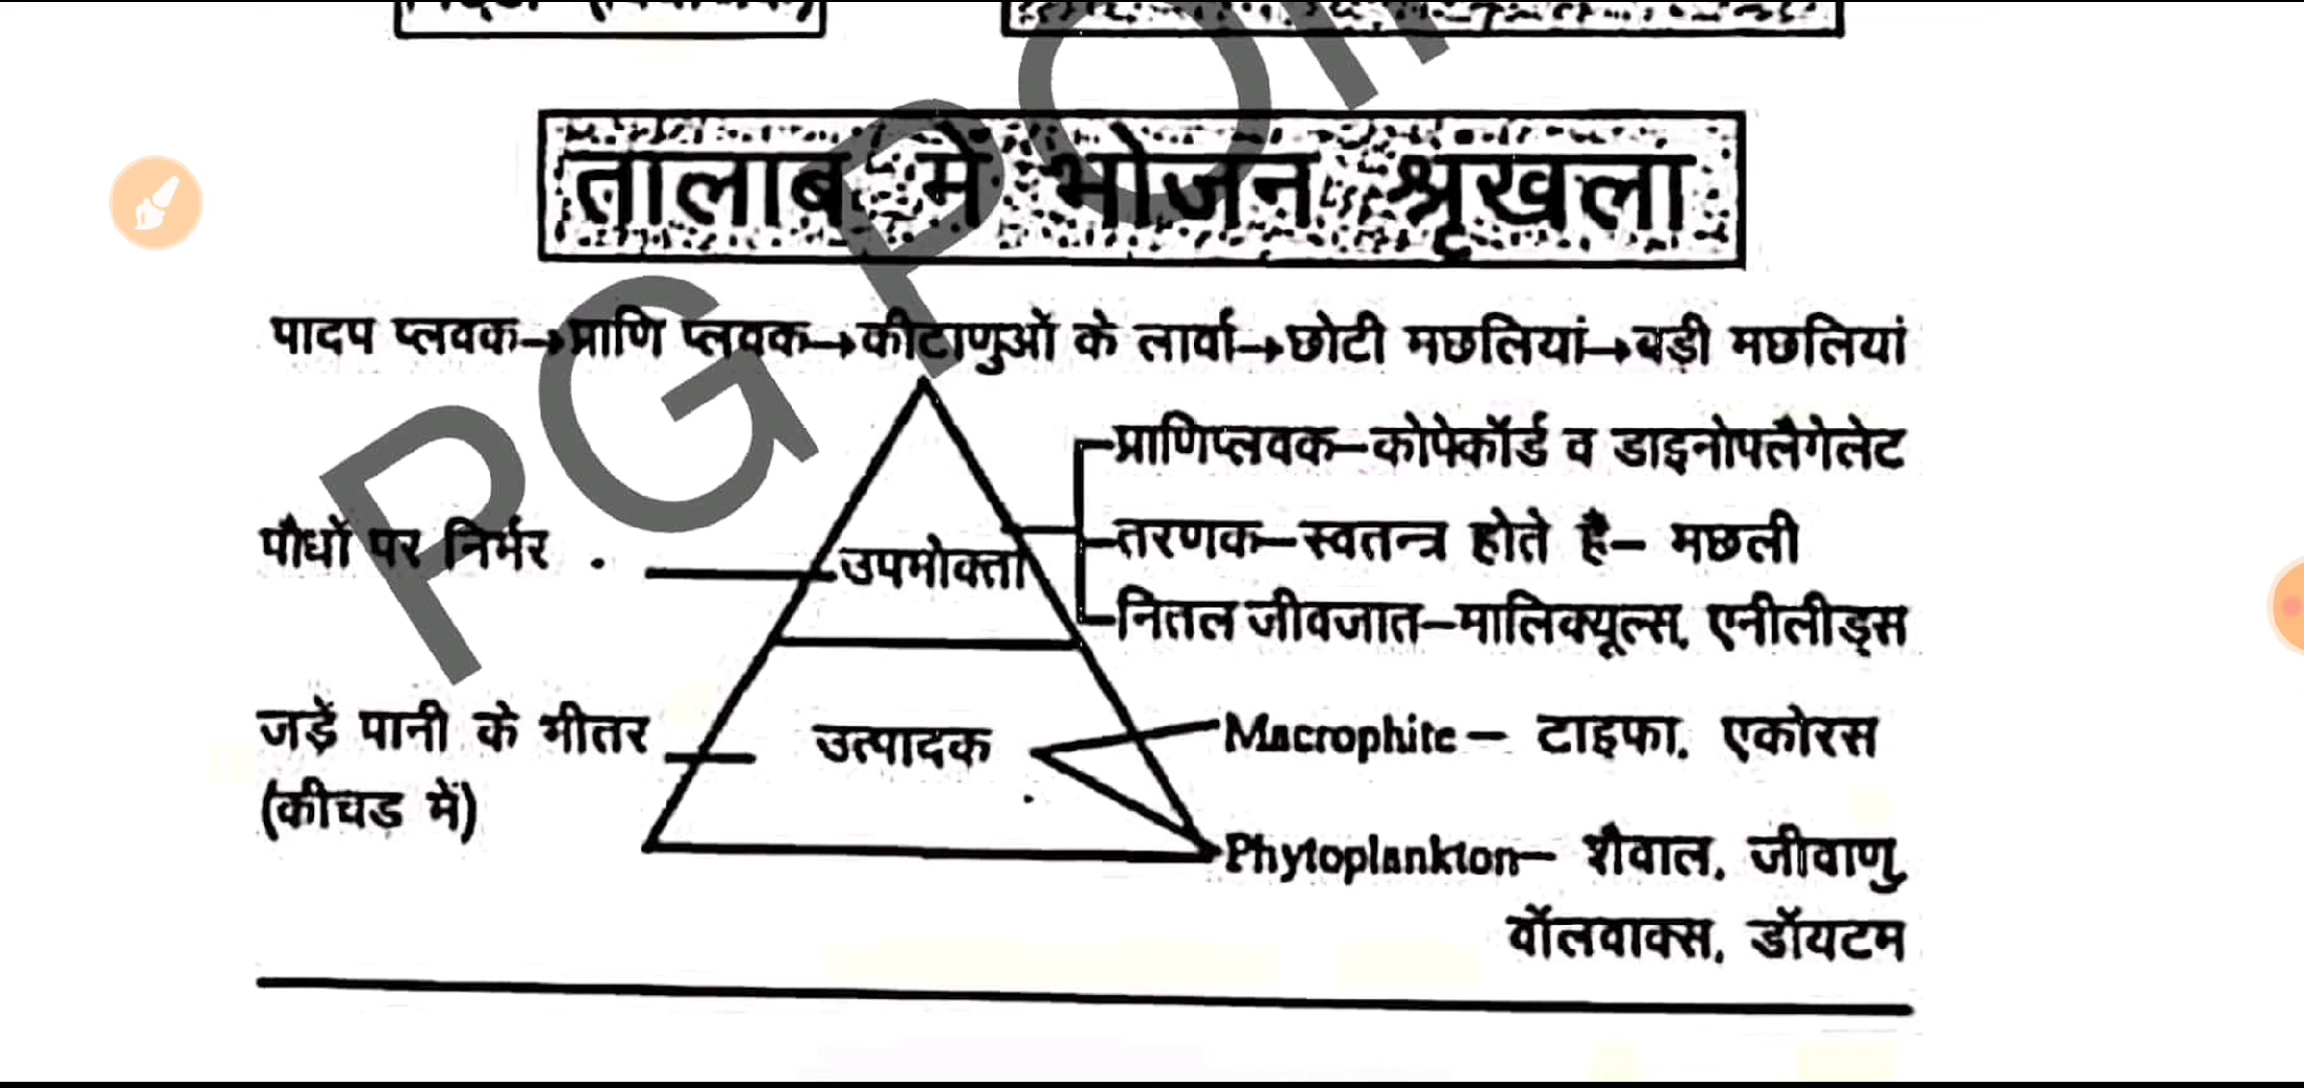 तालाब में भोजन श्रृखला
पादप प्लवक→प्राणि प्लवक→कीटाणुओं के लार्वा→छोटी मछलियां→बड़ी मछलियां
प्राणिप्लवक–कोपेकॉर्ड व डाइनोफ्लैगेलेट
पौधों पर निर्भर
उपभोक्ता
तरणक–स्वतन्त्र होते है– मछली
नितल जीवजात–मालिक्यूल्स, एनीलीड्स
जड़ें पानी के भीतर
(कीचड में)
उत्पादक
Macrophite – टाइफा, एकोरस
Phytoplankton– शैवाल, जीवाणु,
वॉलवाक्स, डॉयटम
PG